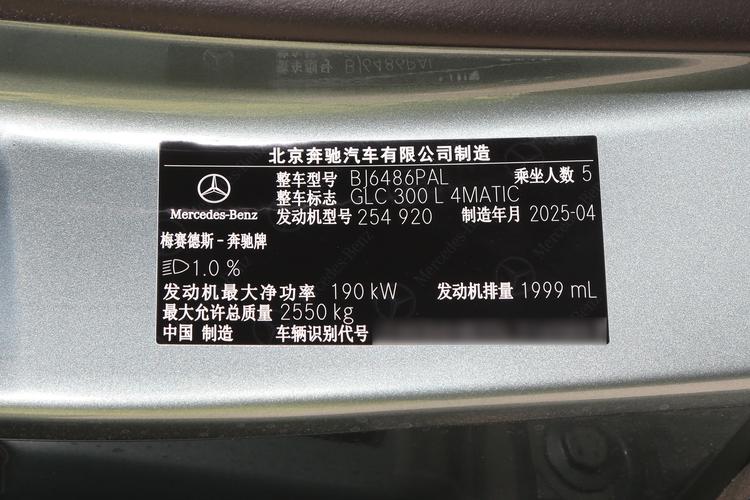 北京奔驰汽车有限公司制造
整车型号 BJ6486PAL 乘坐人数 5
整车标志 GLC 300 L 4MATIC
Mercedes-Benz 发动机型号 254 920 制造年月 2025-04
梅赛德斯-奔驰牌
1.0 %
发动机最大净功率 190 kW 发动机排量 1999 mL
最大允许总质量 2550 kg
中国 制造 车辆识别代号